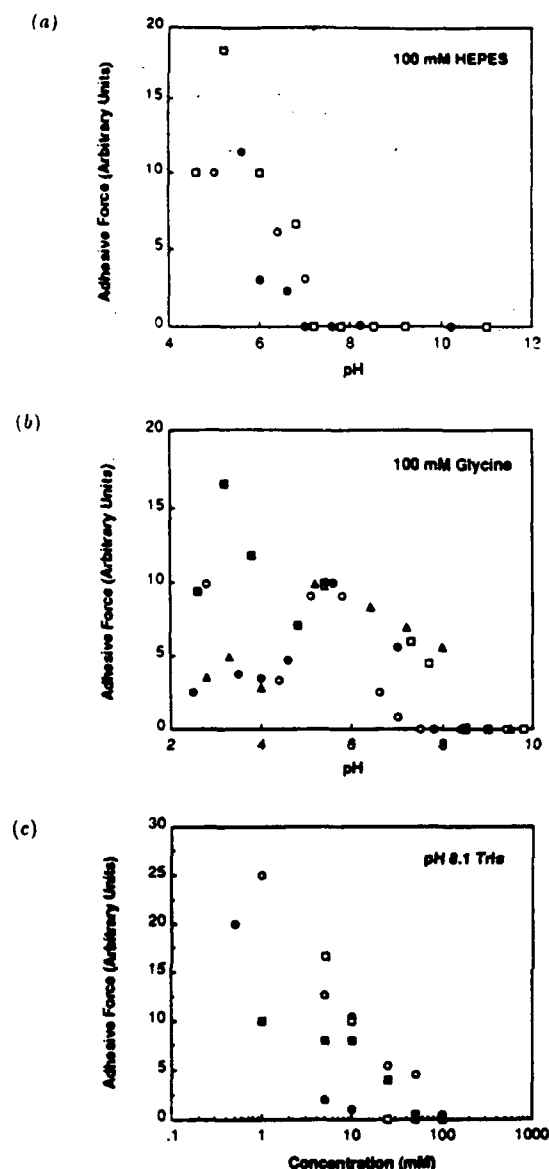 (a)
20
15
10
5
0
Adhesive Force (Arbitrary Units)
100 mM HEPES
4 6 8 10 12
pH
(b)
20
15
10
5
0
Adhesive Force (Arbitrary Units)
100 mM Glycine
2 4 6 8 10
pH
(c)
30
25
20
15
10
5
0
Adhesive Force (Arbitrary Units)
pH 8.1 Tris
.1 1 10 100 1000
Concentration (mM)